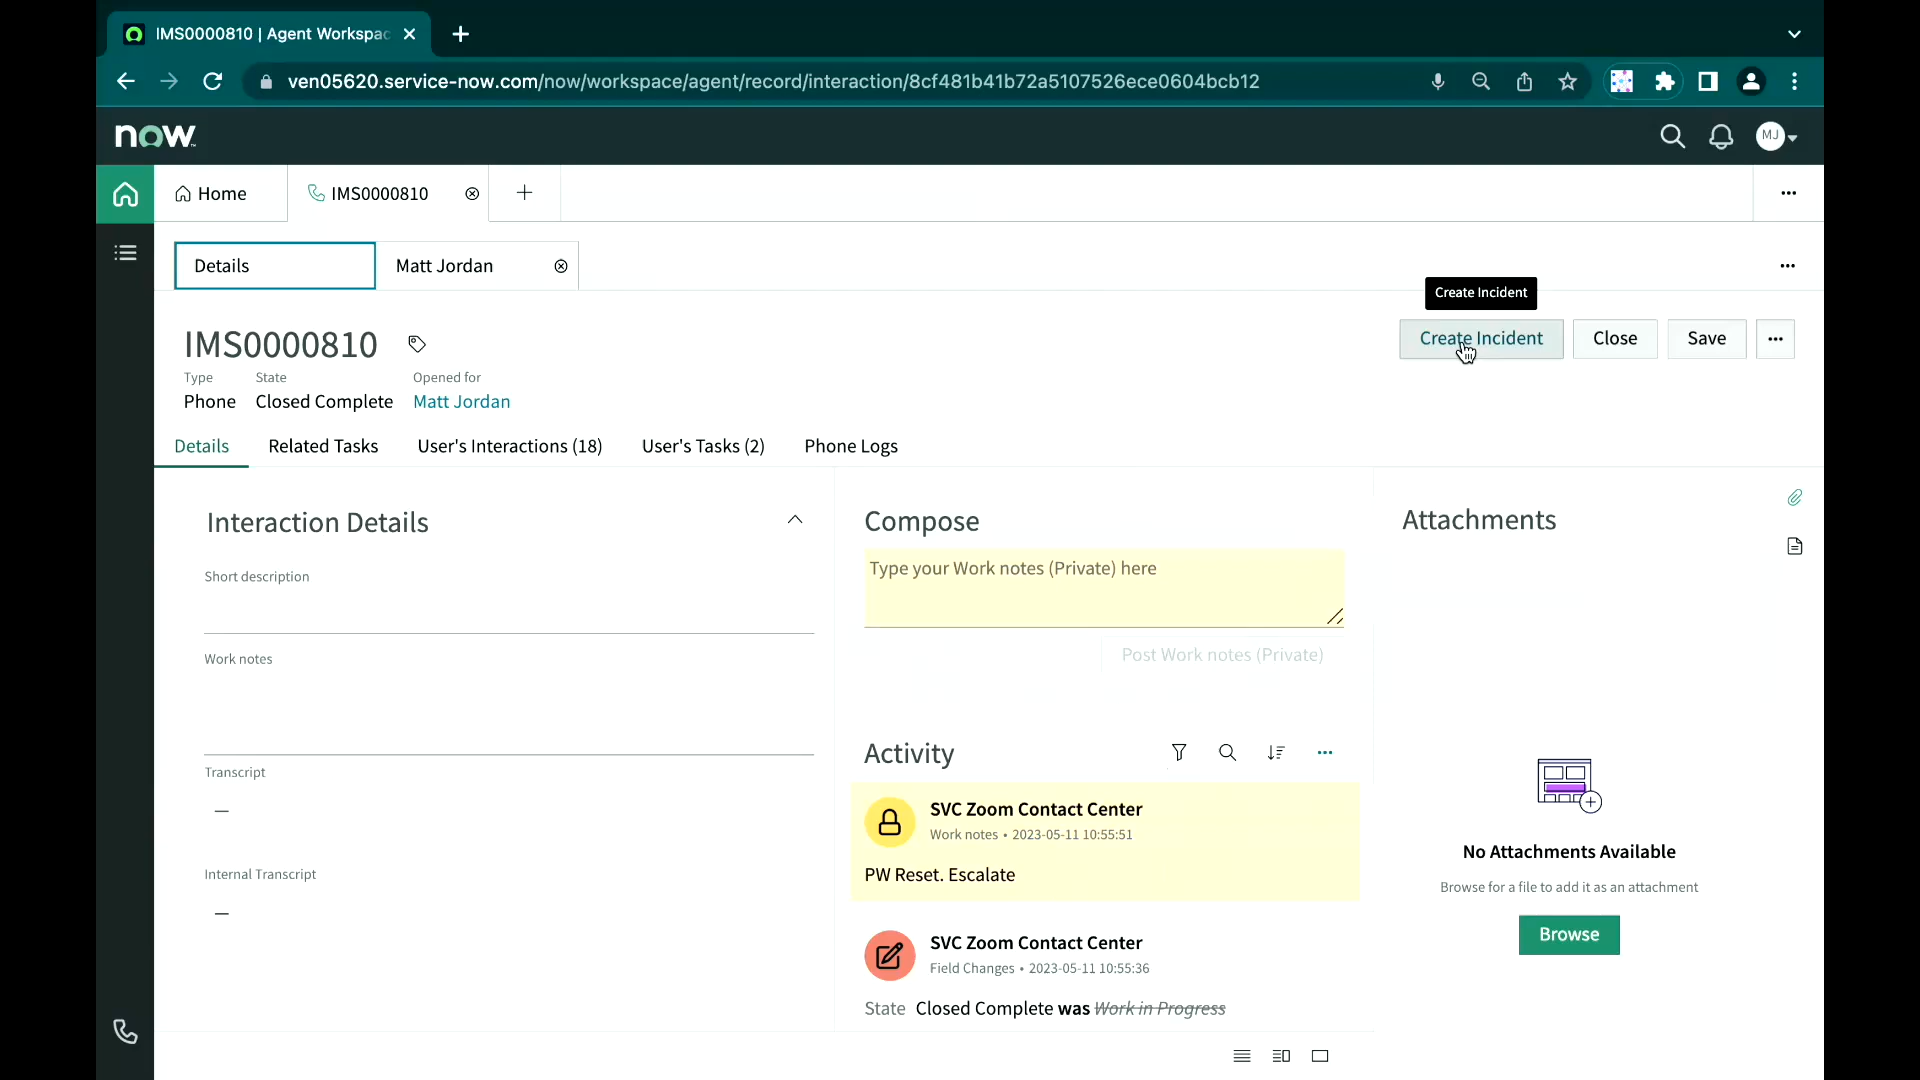 IMS0000810 | Agent Workspac
ven05620.service-now.com/now/workspace/agent/record/interaction/8cf481b41b72a5107526ece0604bcb12
now
MJ
Home
IMS0000810
Details
Matt Jordan
Create Incident
IMS0000810
Create Incident
Close
Save
Type
State
Opened for
Phone
Closed Complete
Matt Jordan
Details
Related Tasks
User's Interactions (18)
User's Tasks (2)
Phone Logs
Interaction Details
Short description
Work notes
Transcript
—
Internal Transcript
—
Compose
Type your Work notes (Private) here
Post Work notes (Private)
Activity
SVC Zoom Contact Center
Work notes • 2023-05-11 10:55:51
PW Reset. Escalate
SVC Zoom Contact Center
Field Changes • 2023-05-11 10:55:36
State Closed Complete was Work in Progress
Attachments
No Attachments Available
Browse for a file to add it as an attachment
Browse